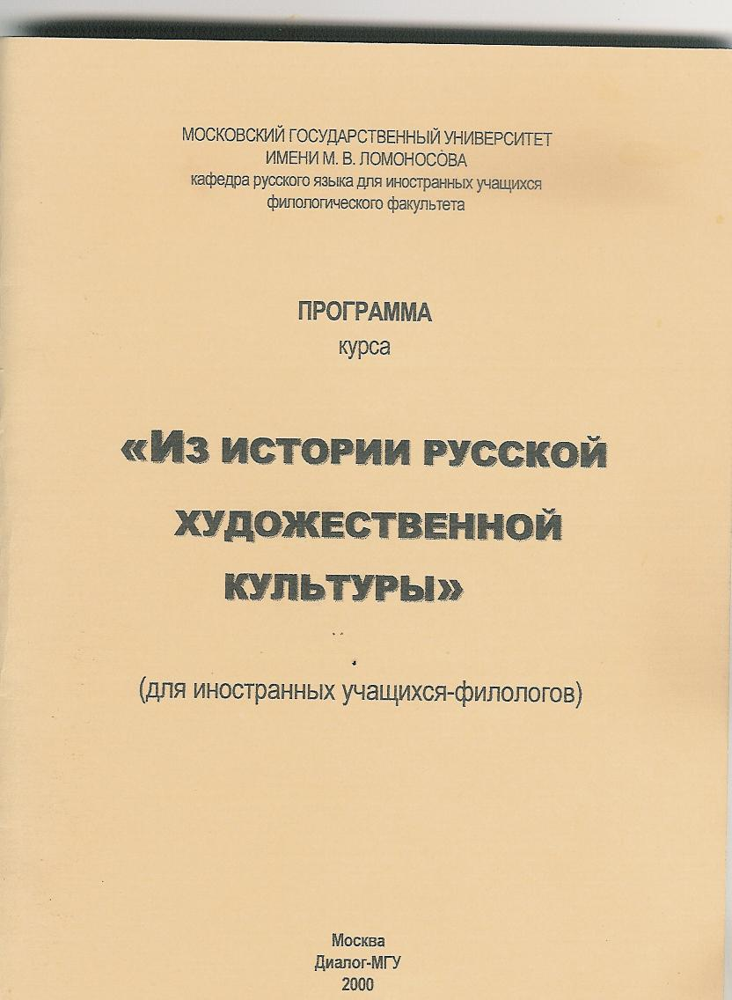 МОСКОВСКИЙ ГОСУДАРСТВЕННЫЙ УНИВЕРСИТЕТ
ИМЕНИ М. В. ЛОМОНОСОВА
кафедра русского языка для иностранных учащихся
филологического факультета
ПРОГРАММА
курса
«Из истории русской
художественной
культуры»
(для иностранных учащихся-филологов)
Москва
Диалог-МГУ
2000